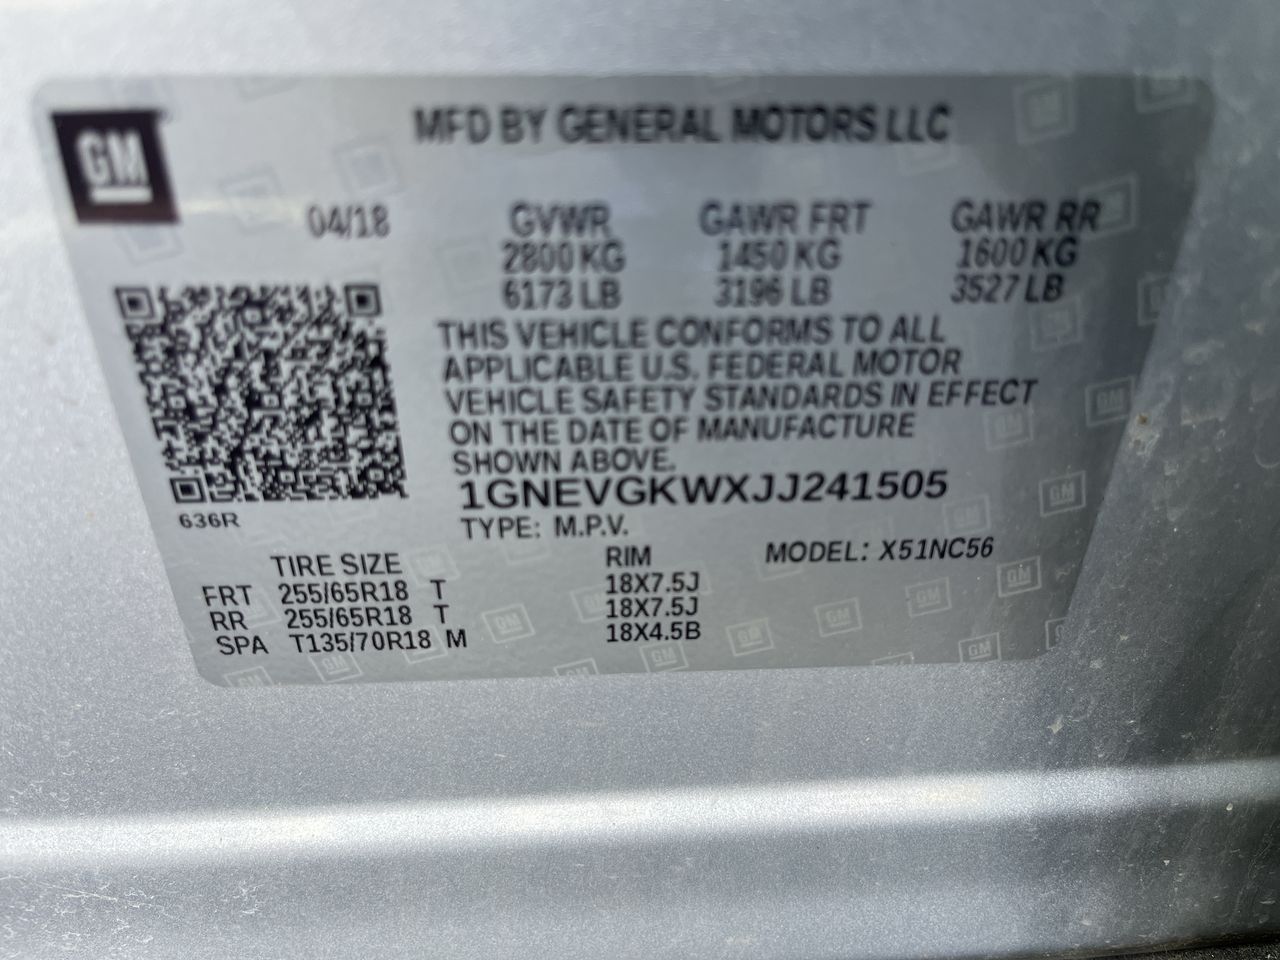 GM
MFD BY GENERAL MOTORS LLC
04/18
GVWR GAWR FRT GAWR RR
2800 KG 1450 KG 1600 KG
6173 LB 3196 LB 3527 LB
THIS VEHICLE CONFORMS TO ALL
APPLICABLE U.S. FEDERAL MOTOR
VEHICLE SAFETY STANDARDS IN EFFECT
ON THE DATE OF MANUFACTURE
SHOWN ABOVE.
1GNEVGKWXJJ241505
636R
TYPE: M.P.V.
TIRE SIZE RIM MODEL: X51NC56
FRT 255/65R18 T 18X7.5J
RR 255/65R18 T 18X7.5J
SPA T135/70R18 M 18X4.5B